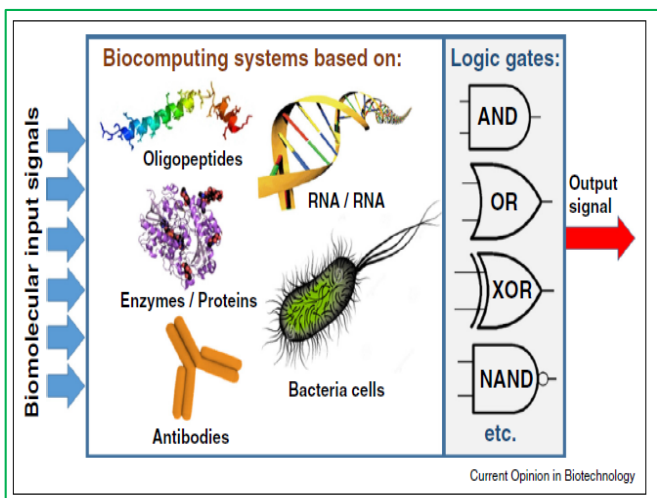 Biomolecular input signals
Biocomputing systems based on:
Oligopeptides
RNA / RNA
Enzymes / Proteins
Bacteria cells
Antibodies
Logic gates:
AND
OR
XOR
NAND
etc.
Output
signal
Current Opinion in Biotechnology